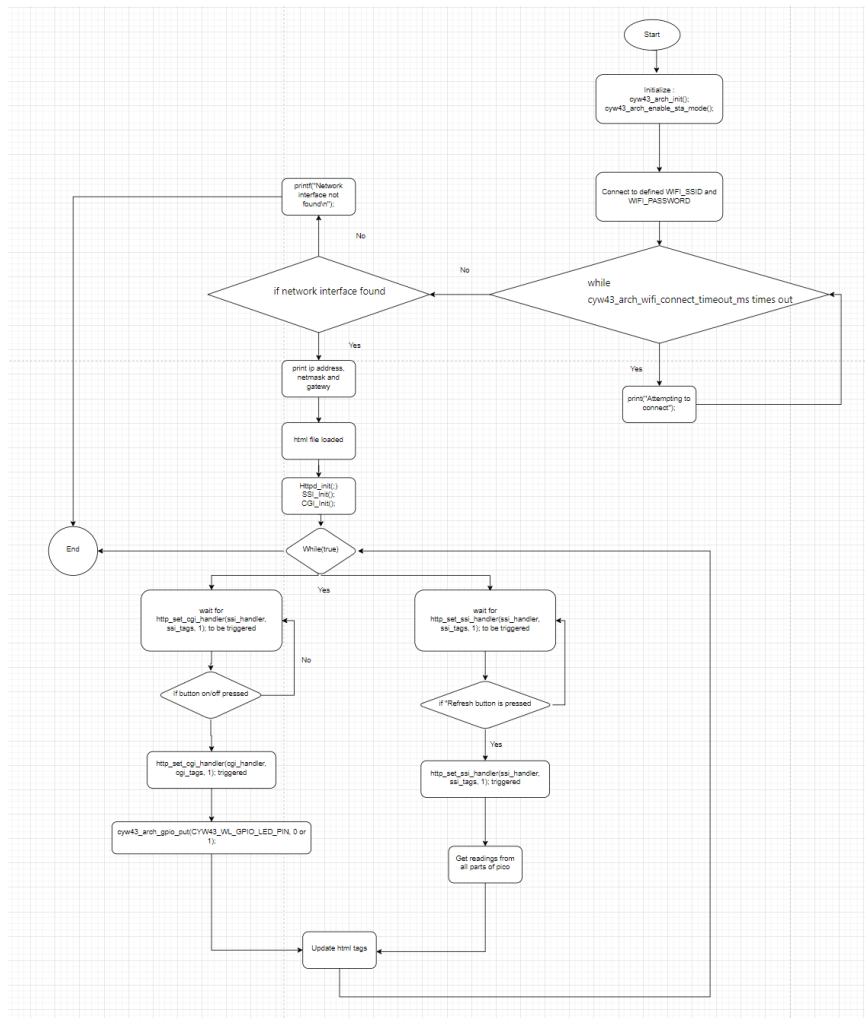 Start
Initialize :
cyw43_arch_init();
cyw43_arch_enable_sta_mode();
Connect to defined WIFI_SSID and
WIFI_PASSWORD
while
cyw43_arch_wifi_connect_timeout_ms times out
No
Yes
print("Attempting to
connect");
if network interface found
No
printf("Network
interface not
found\n");
Yes
print ip address,
netmask and
gatewy
html file loaded
Httpd_init(;)
SSI_Init();
CGI_Init();
While(true)
End
Yes
wait for
http_set_cgi_handler(ssi_handler,
ssi_tags, 1); to be triggered
No
if button on/off pressed
http_set_cgi_handler(cgi_handler,
cgi_tags, 1); triggered
cyw43_arch_gpio_put(CYW43_WL_GPIO_LED_PIN, 0 or
1);
wait for
http_set_ssi_handler(ssi_handler,
ssi_tags, 1); to be triggered
if "Refresh button is pressed
Yes
http_set_ssi_handler(ssi_handler,
ssi_tags, 1); triggered
Get readings from
all parts of pico
Update html tags